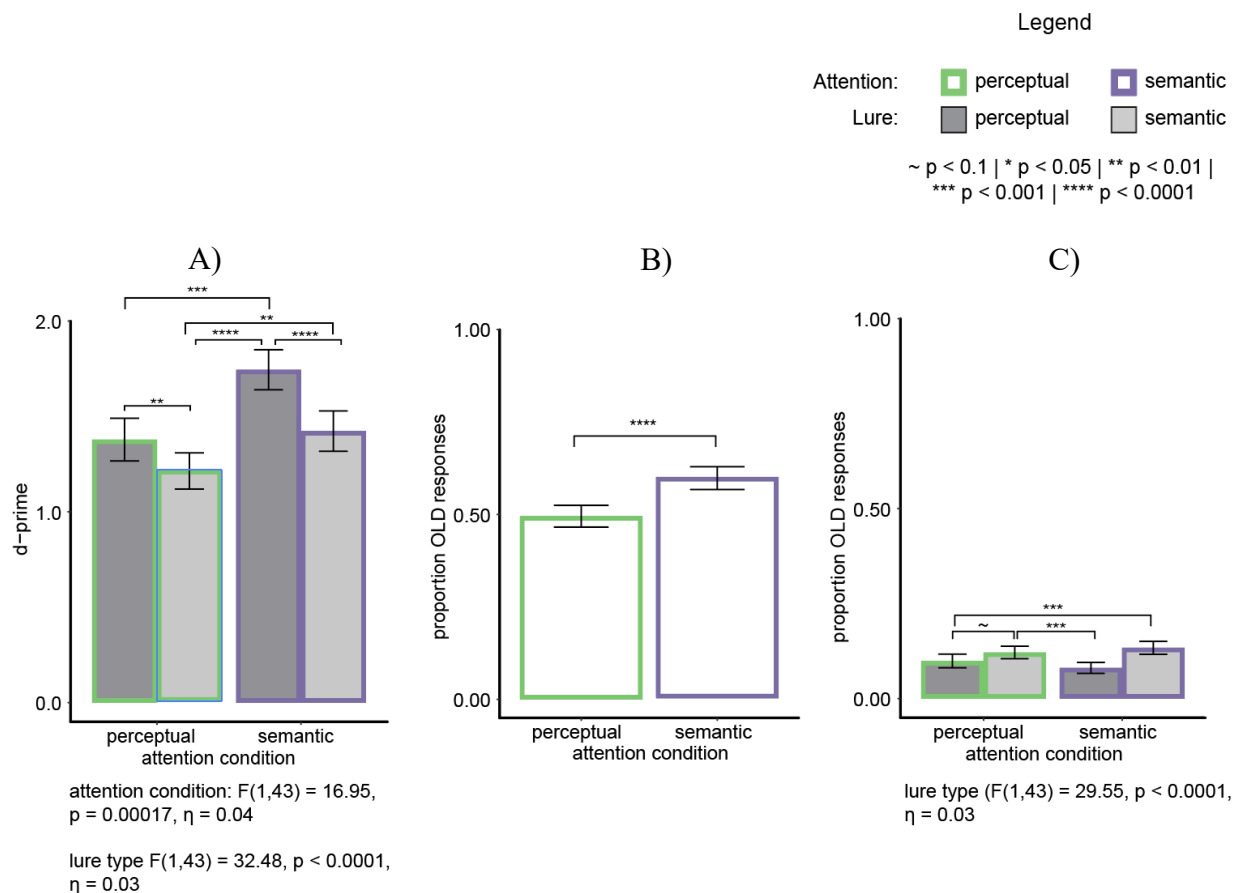 Legend
Attention: perceptual semantic
Lure: perceptual semantic
~ p < 0.1 | * p < 0.05 | ** p < 0.01 |
*** p < 0.001 | **** p < 0.0001
A)
***
**
**** ****
**
2.0
1.0
0.0
d-prime
perceptual semantic
attention condition
attention condition: F(1,43) = 16.95,
p = 0.00017, η = 0.04
lure type F(1,43) = 32.48, p < 0.0001,
η = 0.03
B)
****
1.00
0.50
0.00
proportion OLD responses
perceptual semantic
attention condition
C)
***
~ ***
1.00
0.50
0.00
proportion OLD responses
perceptual semantic
attention condition
lure type (F(1,43) = 29.55, p < 0.0001,
η = 0.03